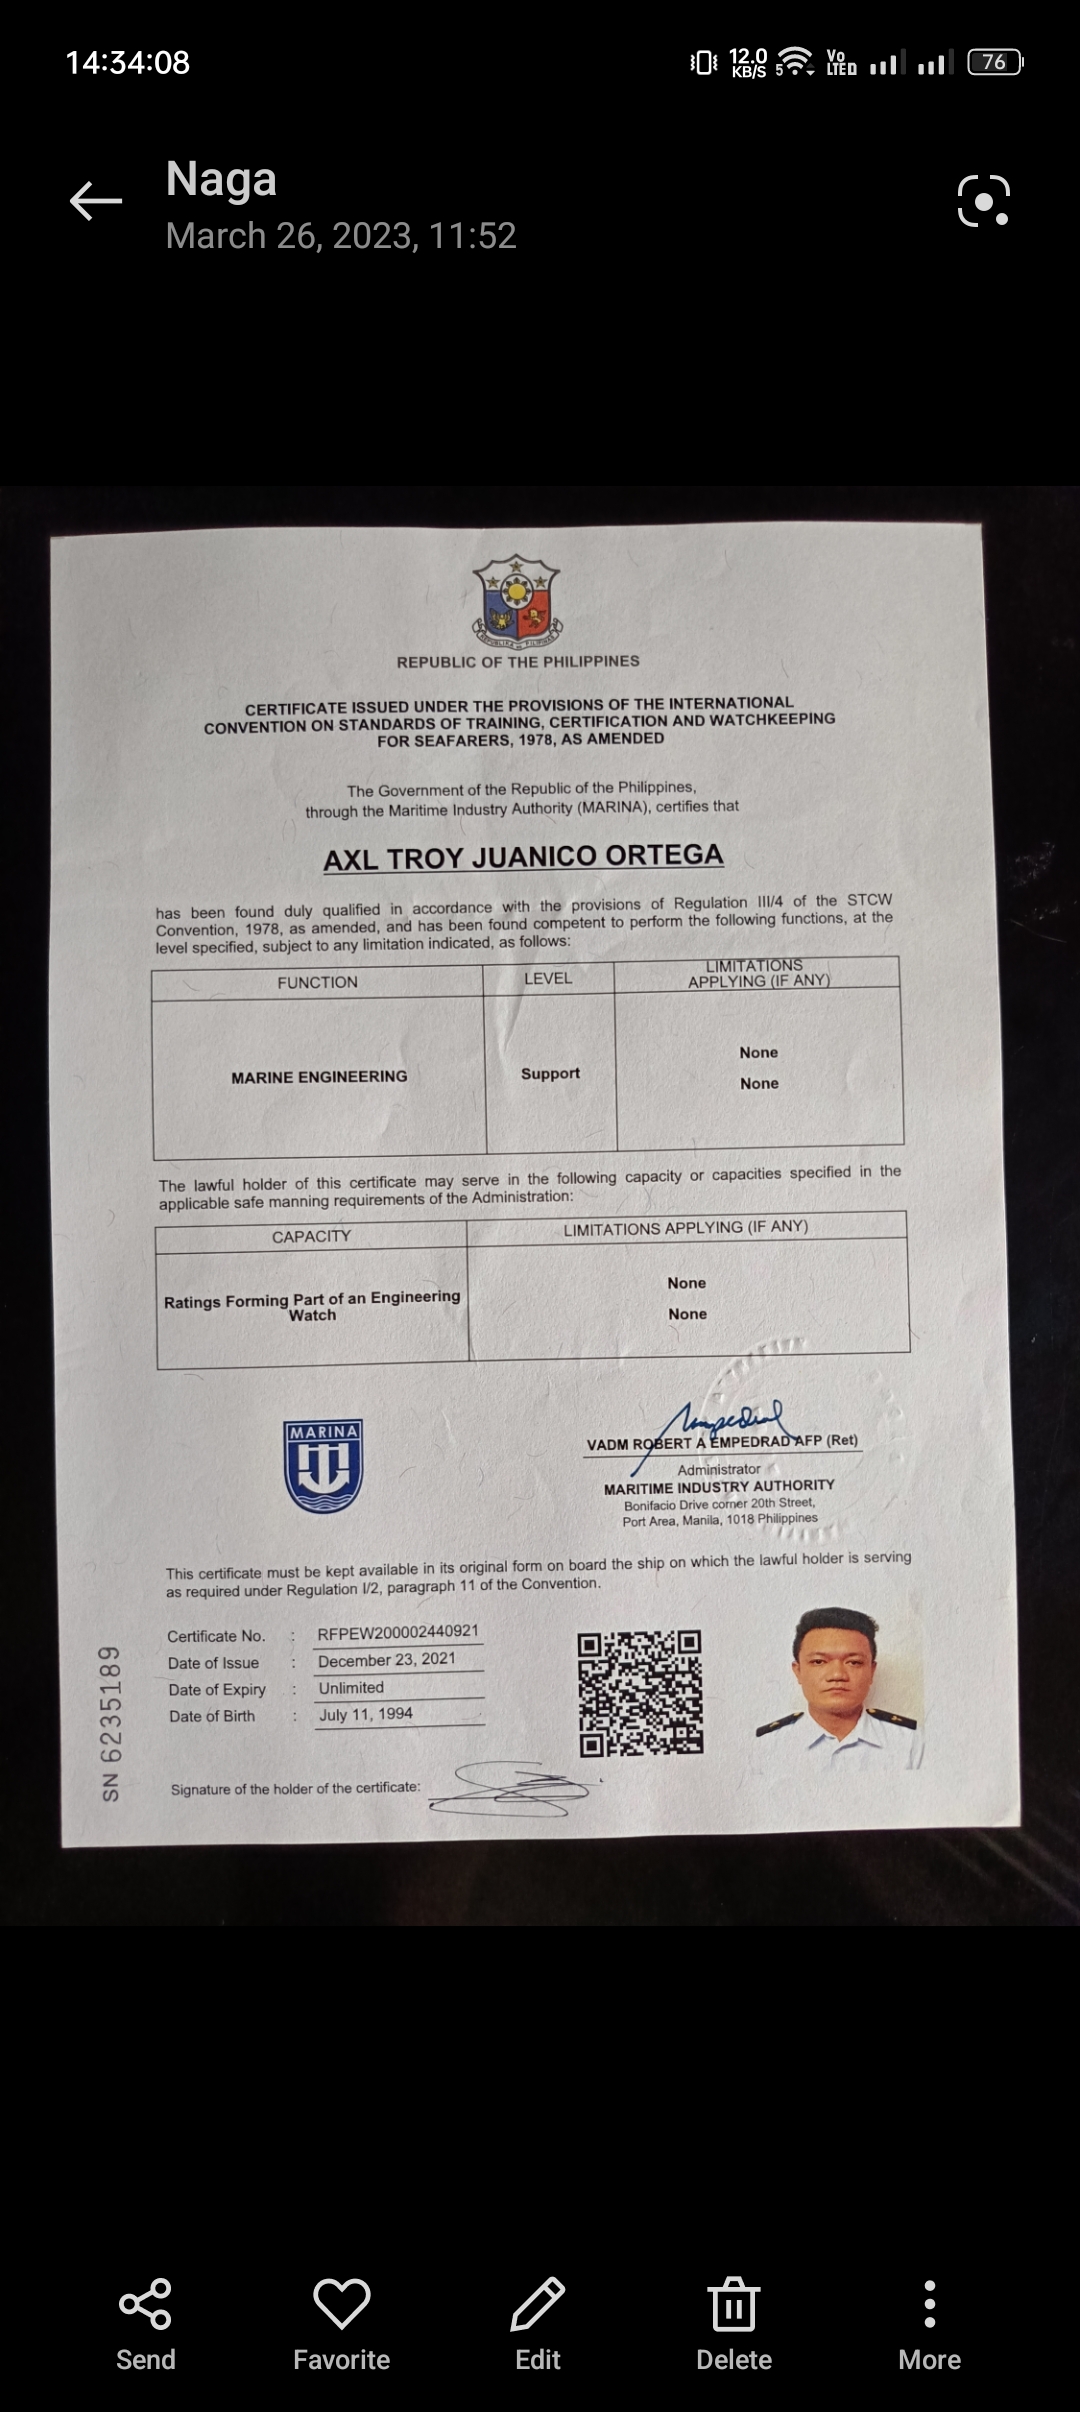 14:34:08
12.0
KB/S
5
Vo
LTE
76
Naga
March 26, 2023, 11:52
REPUBLIC OF THE PHILIPPINES
CERTIFICATE ISSUED UNDER THE PROVISIONS OF THE INTERNATIONAL
CONVENTION ON STANDARDS OF TRAINING, CERTIFICATION AND WATCHKEEPING
FOR SEAFARERS, 1978, AS AMENDED
The Government of the Republic of the Philippines,
through the Maritime Industry Authority (MARINA), certifies that
AXL TROY JUANICO ORTEGA
has been found duly qualified in accordance with the provisions of Regulation III/4 of the STCW
Convention, 1978, as amended, and has been found competent to perform the following functions, at the
level specified, subject to any limitation indicated, as follows:
FUNCTION
LEVEL
LIMITATIONS
APPLYING (IF ANY)
MARINE ENGINEERING
Support
None
None
The lawful holder of this certificate may serve in the following capacity or capacities specified in the
applicable safe manning requirements of the Administration:
CAPACITY
LIMITATIONS APPLYING (IF ANY)
Ratings Forming Part of an Engineering
Watch
None
None
MARINA
VADM ROBERT A EMPEDRAD AFP (Ret)
Administrator
MARITIME INDUSTRY AUTHORITY
Bonifacio Drive corner 20th Street,
Port Area, Manila, 1018 Philippines
This certificate must be kept available in its original form on board the ship on which the lawful holder is serving
as required under Regulation I/2, paragraph 11 of the Convention.
Certificate No. : RFPEW200002440921
Date of Issue : December 23, 2021
Date of Expiry : Unlimited
Date of Birth : July 11, 1994
SN 6235189
Signature of the holder of the certificate:
Send
Favorite
Edit
Delete
More